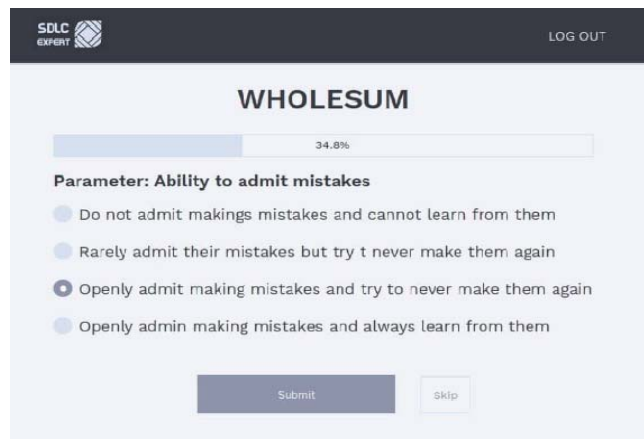 SDLC
EXPERT
LOG OUT
WHOLESUM
34.8%
Parameter: Ability to admit mistakes
Do not admit makings mistakes and cannot learn from them
Rarely admit their mistakes but try t never make them again
Openly admit making mistakes and try to never make them again
Openly admin making mistakes and always learn from them
Submit
Skip